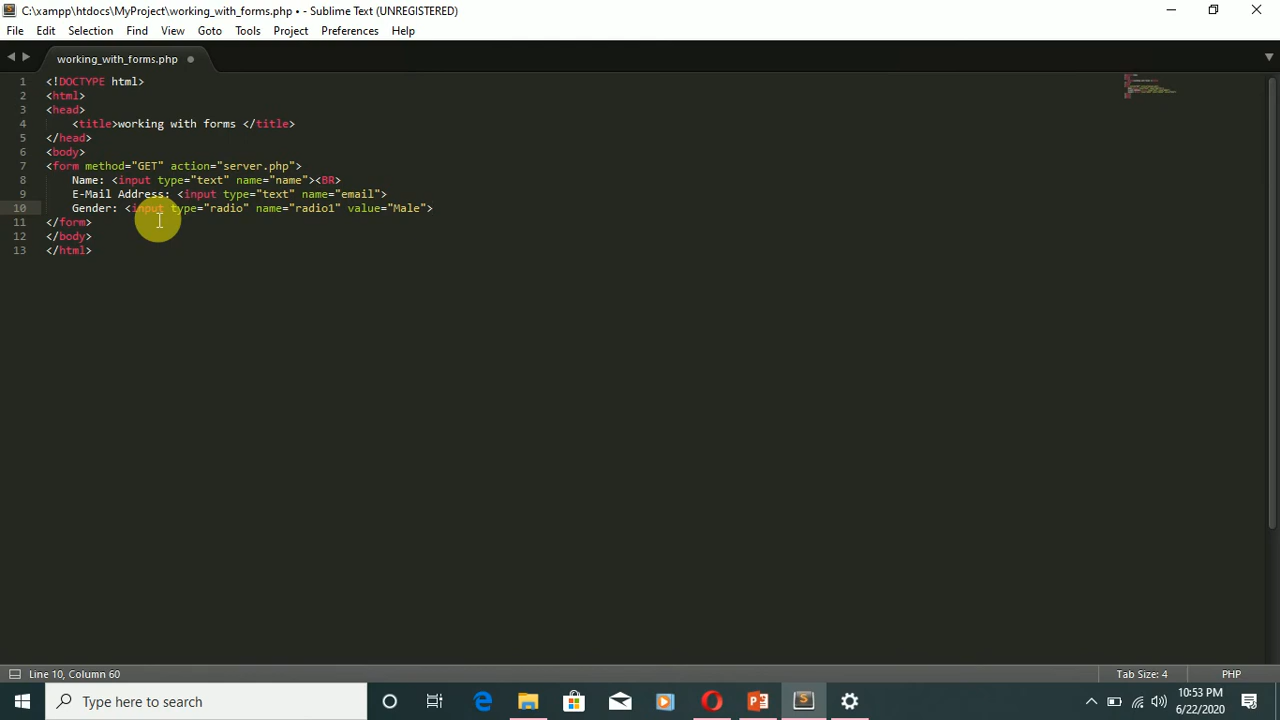 C:\xampp\htdocs\MyProject\working_with_forms.php • - Sublime Text (UNREGISTERED)
File Edit Selection Find View Goto Tools Project Preferences Help
working_with_forms.php
1 <!DOCTYPE html>
2 <html>
3 <head>
4 <title>working with forms </title>
5 </head>
6 <body>
7 <form method="GET" action="server.php">
8 Name: <input type="text" name="name"><BR>
9 E-Mail Address: <input type="text" name="email">
10 Gender: <input type="radio" name="radio1" value="Male">
11 </form>
12 </body>
13 </html>
Line 10, Column 60 Tab Size: 4 PHP
Type here to search
10:53 PM
6/22/2020